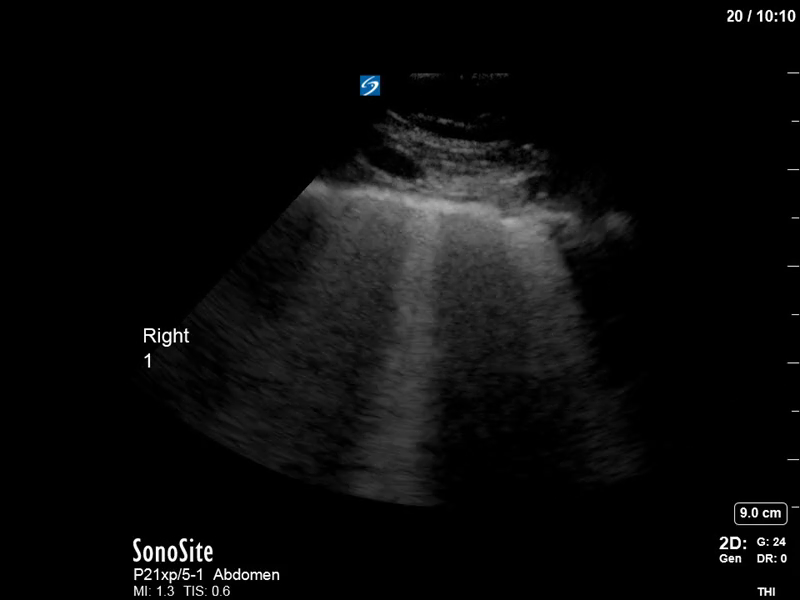 20 / 10:10
Right
1
9.0 cm
SonoSite
P21xp/5-1 Abdomen
MI: 1.3 TIS: 0.6
2D: G: 24
Gen DR: 0
THI